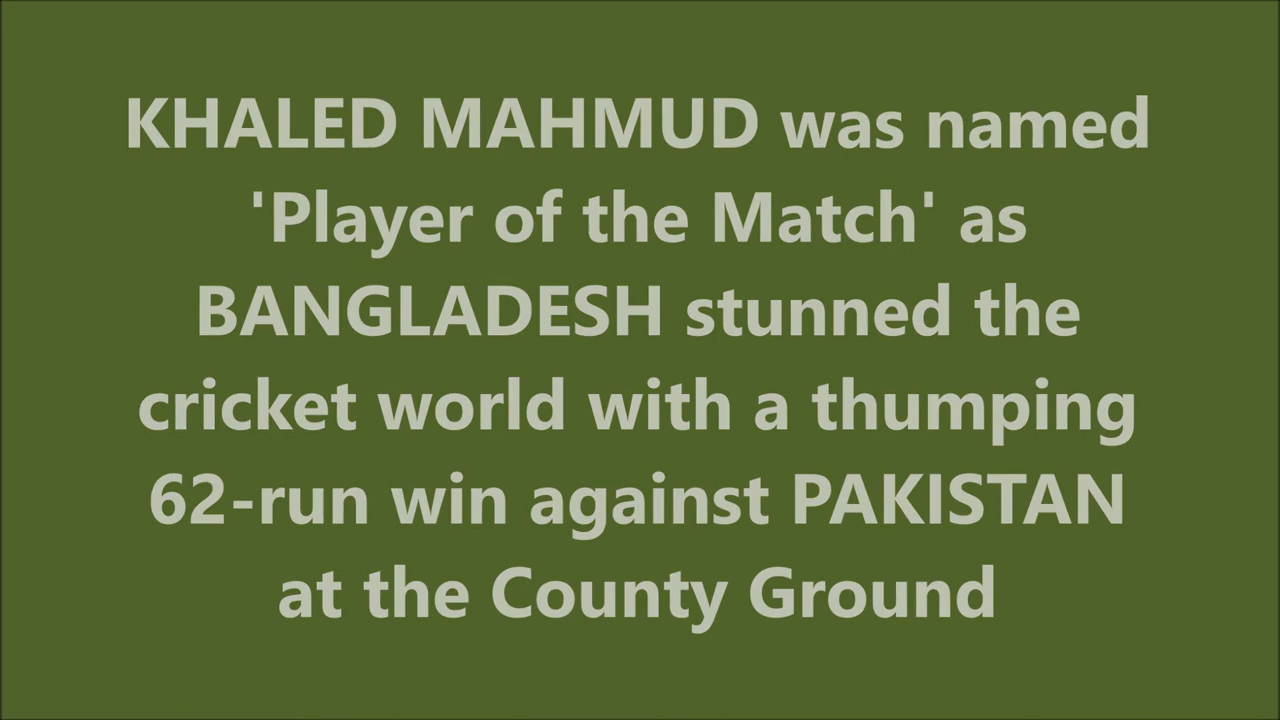 KHALED MAHMUD was named
'Player of the Match' as
BANGLADESH stunned the
cricket world with a thumping
62-run win against PAKISTAN
at the County Ground